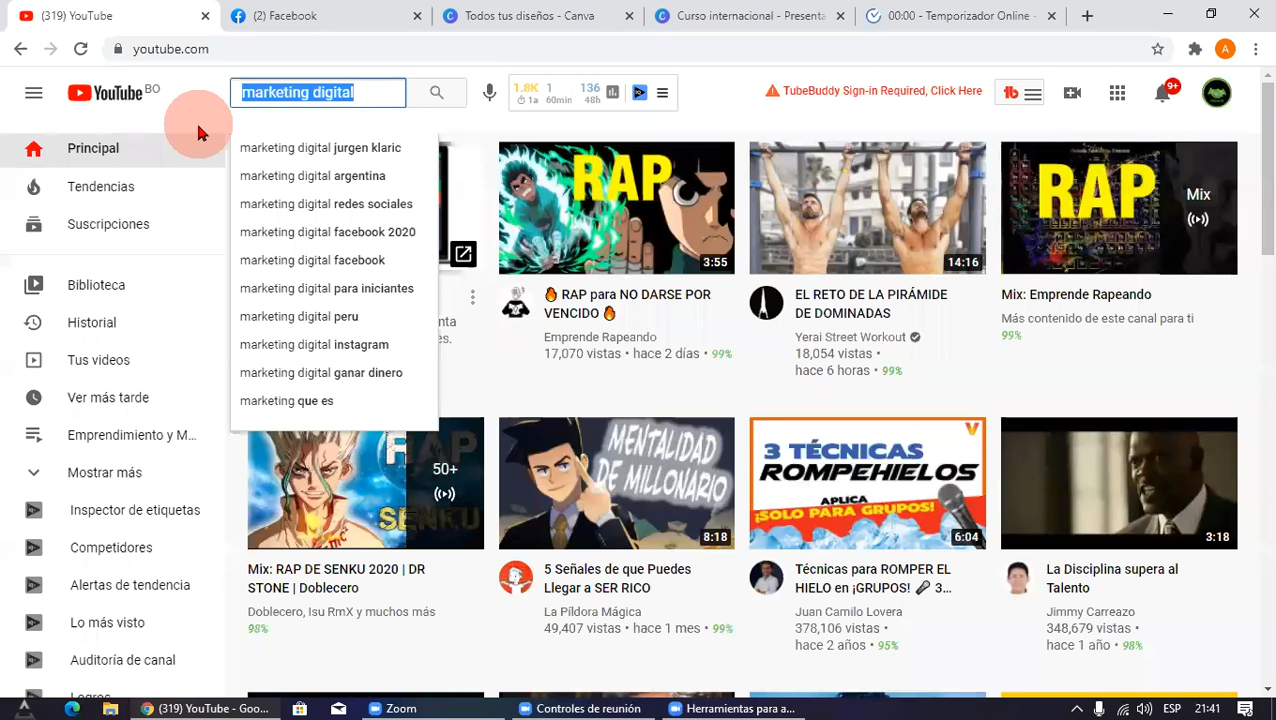 (319) YouTube
(2) Facebook
Todos tus diseños - Canva
Curso internacional - Presenta
00:00 - Temporizador Online -
youtube.com
A
YouTube BO
marketing digital
1.8K 1 136
1a 60min 48h
TubeBuddy Sign-in Required, Click Here
tb
9+
marketing digital jurgen klaric
marketing digital argentina
marketing digital redes sociales
marketing digital facebook 2020
marketing digital facebook
marketing digital para iniciantes
marketing digital peru
marketing digital instagram
marketing digital ganar dinero
marketing que es
Principal
Tendencias
Suscripciones
Biblioteca
Historial
Tus videos
Ver más tarde
Emprendimiento y M...
Mostrar más
Inspector de etiquetas
Competidores
Alertas de tendencia
Lo más visto
Auditoría de canal
Logros
nta
es.
RAP
3:55
RAP para NO DARSE POR
VENCIDO
Emprende Rapeando
17,070 vistas • hace 2 días • 99%
14:16
EL RETO DE LA PIRÁMIDE
DE DOMINADAS
Yerai Street Workout
18,054 vistas •
hace 6 horas • 99%
RAP
Mix
Mix: Emprende Rapeando
Más contenido de este canal para ti
99%
RAP
SENKU
50+
Mix: RAP DE SENKU 2020 | DR
STONE | Doblecero
Doblecero, Isu RmX y muchos más
98%
MENTALIDAD
DE MILLONARIO
8:18
5 Señales de que Puedes
Llegar a SER RICO
La Píldora Mágica
49,407 vistas • hace 1 mes • 99%
3 TÉCNICAS
ROMPEHIELOS
APLICA
¡SOLO PARA GRUPOS!
6:04
Técnicas para ROMPER EL
HIELO en ¡GRUPOS! 3...
Juan Camilo Lovera
378,106 vistas •
hace 2 años • 95%
3:18
La Disciplina supera al
Talento
Jimmy Carreazo
348,679 vistas •
hace 1 año • 98%
(319) YouTube - Goo...
Zoom
Controles de reunión
Herramientas para a...
ESP
21:41